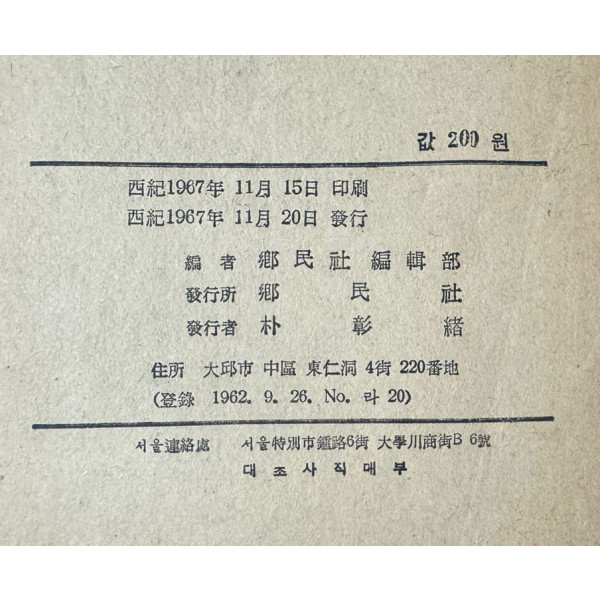 값 200 원
西紀1967年 11月 15日 印刷
西紀1967年 11月 20日 發行
編者 鄕民社編輯部
發行所 鄕民社
發行者 朴彰緖
住所 大邱市 中區 東仁洞 4街 220番地
(登錄 1962. 9. 26. No. 라 20)
서울連絡處 서울特別市鍾路6街 大學川商街B 6號
대조사직매부